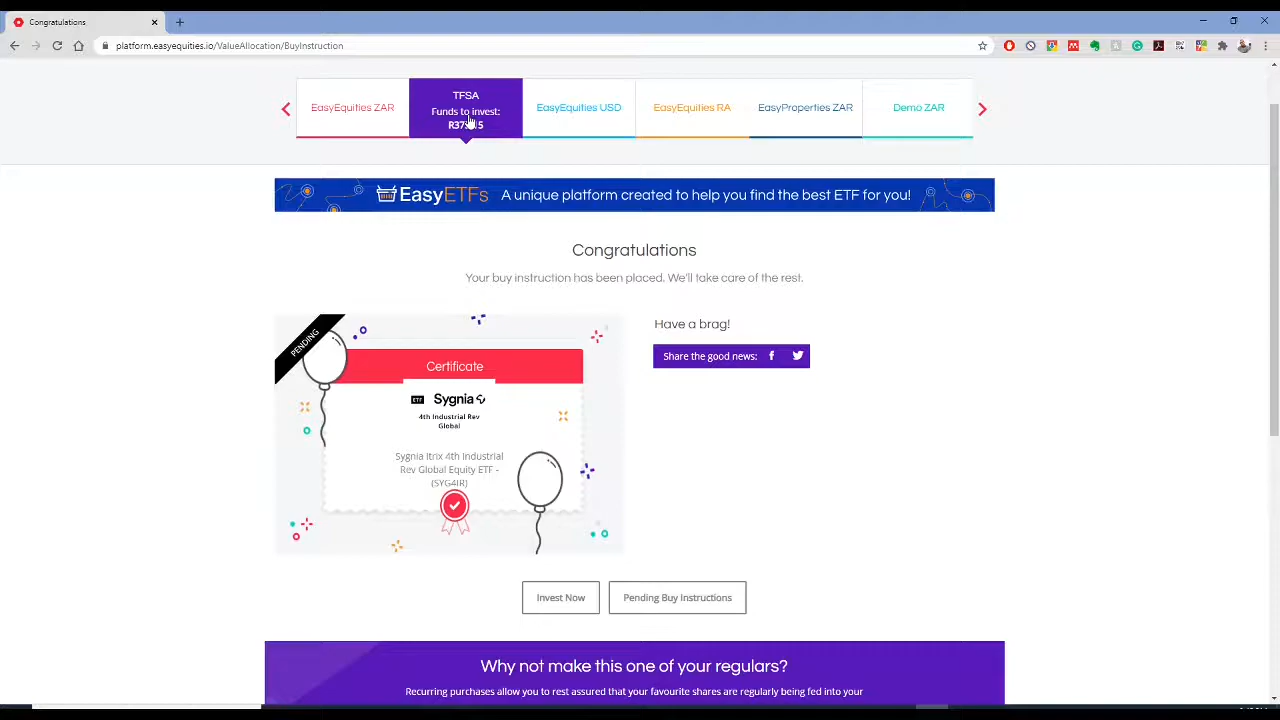 Congratulations
platform.easyequities.io/ValueAllocation/BuyInstruction
EasyEquities ZAR
TFSA
Funds to invest:
EasyEquities USD
EasyEquities RA
EasyProperties ZAR
Demo ZAR
EasyETFs A unique platform created to help you find the best ETF for you!
Congratulations
Your buy instruction has been placed. We'll take care of the rest.
PENDING
Certificate
ETF Sygnia
4th Industrial Rev
Global
Sygnia Itrix 4th Industrial
Rev Global Equity ETF -
(SYG4IR)
Have a brag!
Share the good news:
Invest Now
Pending Buy Instructions
Why not make this one of your regulars?
Recurring purchases allow you to rest assured that your favourite shares are regularly being fed into your